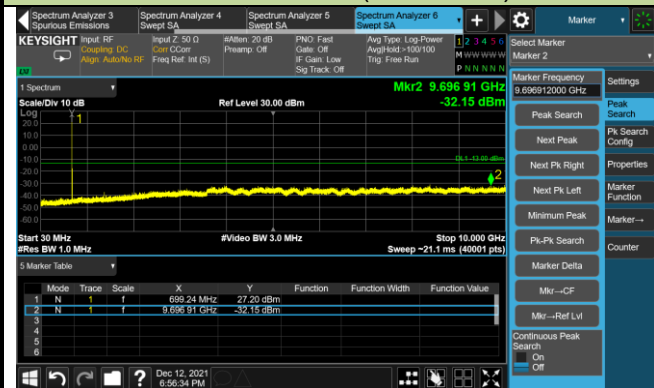 Spectrum Analyzer 3
Spurious Emissions
Spectrum Analyzer 4
Swept SA
Spectrum Analyzer 5
Swept SA
Spectrum Analyzer 6
Swept SA
Marker
KEYSIGHT
Input: RF
Coupling: DC
Align: Auto/No RF
Input Z: 50 Ω
Corr CCorr
Freq Ref: Int (S)
#Atten: 20 dB
Preamp: Off
PNO: Fast
Gate: Off
IF Gain: Low
Sig Track: Off
Avg Type: Log-Power
Avg|Hold:>100/100
Trig: Free Run
1 2 3 4 5 6
M W W W W W
P N N N N N
Select Marker
Marker 2
1 Spectrum
Mkr2 9.696 91 GHz
-32.15 dBm
Scale/Div 10 dB
Ref Level 30.00 dBm
Log
20.0
10.0
0.00
-10.0
-20.0
-30.0
-40.0
-50.0
-60.0
1
DL1 -13.00 dBm
2
Start 30 MHz
#Res BW 1.0 MHz
#Video BW 3.0 MHz
Stop 10.000 GHz
Sweep ~21.1 ms (40001 pts)
Marker Frequency
9.696912000 GHz
Peak Search
Next Peak
Next Pk Right
Next Pk Left
Minimum Peak
Pk-Pk Search
Marker Delta
Mkr→CF
Mkr→Ref Lvl
Continuous Peak
Search
On
Off
Settings
Peak
Search
Pk Search
Config
Properties
Marker
Function
Marker→
Counter
5 Marker Table
Mode Trace Scale X Y Function Function Width Function Value
1 N 1 f 699.24 MHz 27.20 dBm
2 N 1 f 9.696 91 GHz -32.15 dBm
3
4
5
6
?
Dec 12, 2021
6:56:34 PM